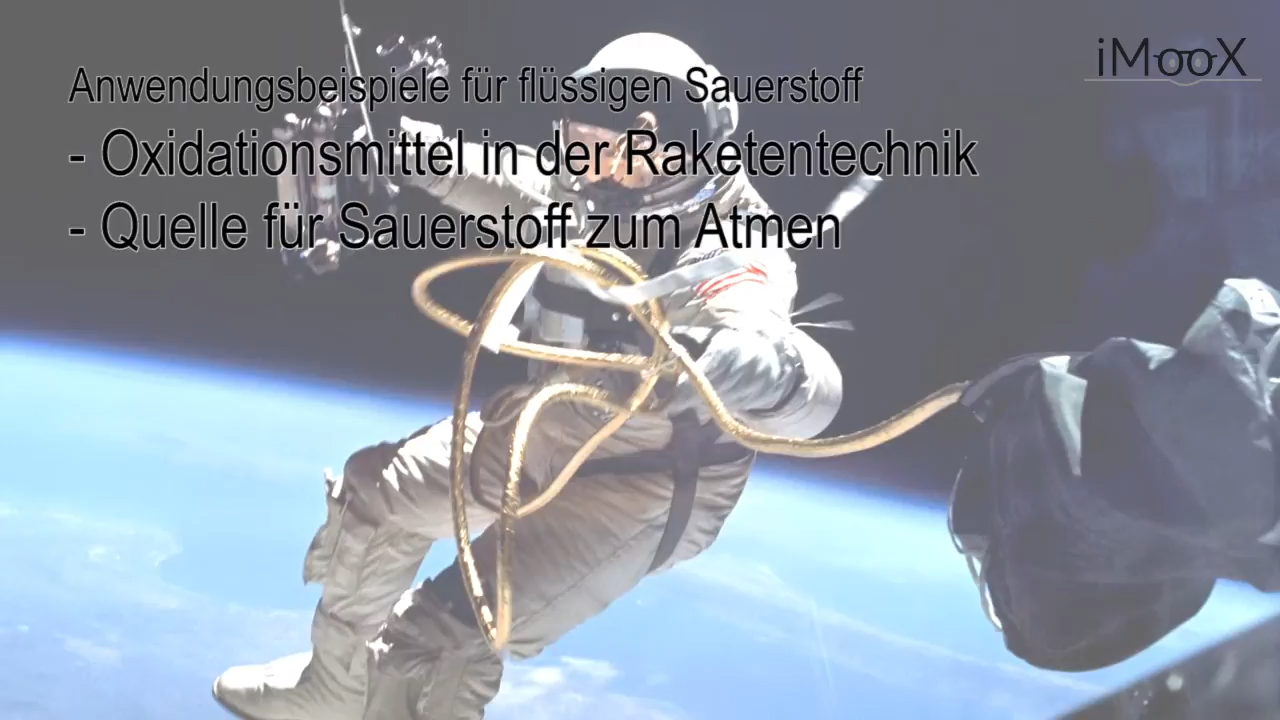 iMooX
Anwendungsbeispiele für flüssigen Sauerstoff
- Oxidationsmittel in der Raketentechnik
- Quelle für Sauerstoff zum Atmen